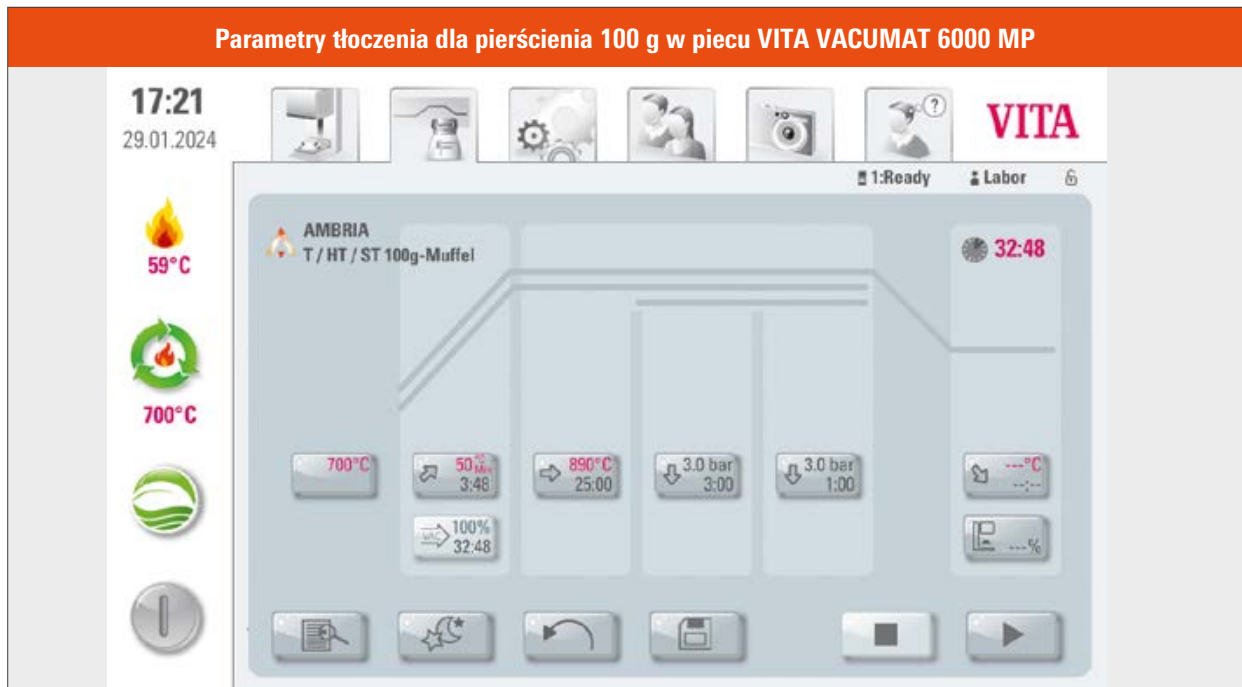 Parametry tłoczenia dla pierścienia 100 g w piecu VITA VACUMAT 6000 MP
17:21
29.01.2024
?
VITA
1:Ready
Labor
59°C
AMBRIA
T / HT / ST 100g-Muffel
32:48
700°C
700°C
50 °C/Min
3:48
890°C
25:00
3.0 bar
3:00
3.0 bar
1:00
---°C
--:--
VAC
100%
32:48
---%